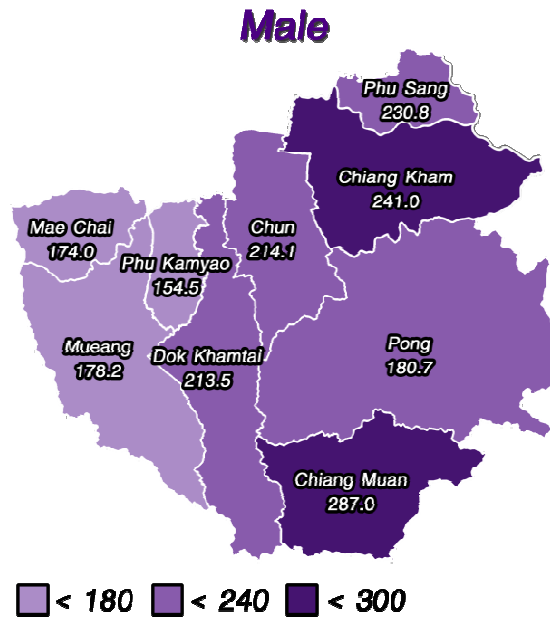 Male
Phu Sang
230.8
Chiang Kham
241.0
Mae Chai
174.0
Chun
214.1
Phu Kamyao
154.5
Mueang
178.2
Dok Khamtai
213.5
Pong
180.7
Chiang Muan
287.0
< 180 < 240 < 300